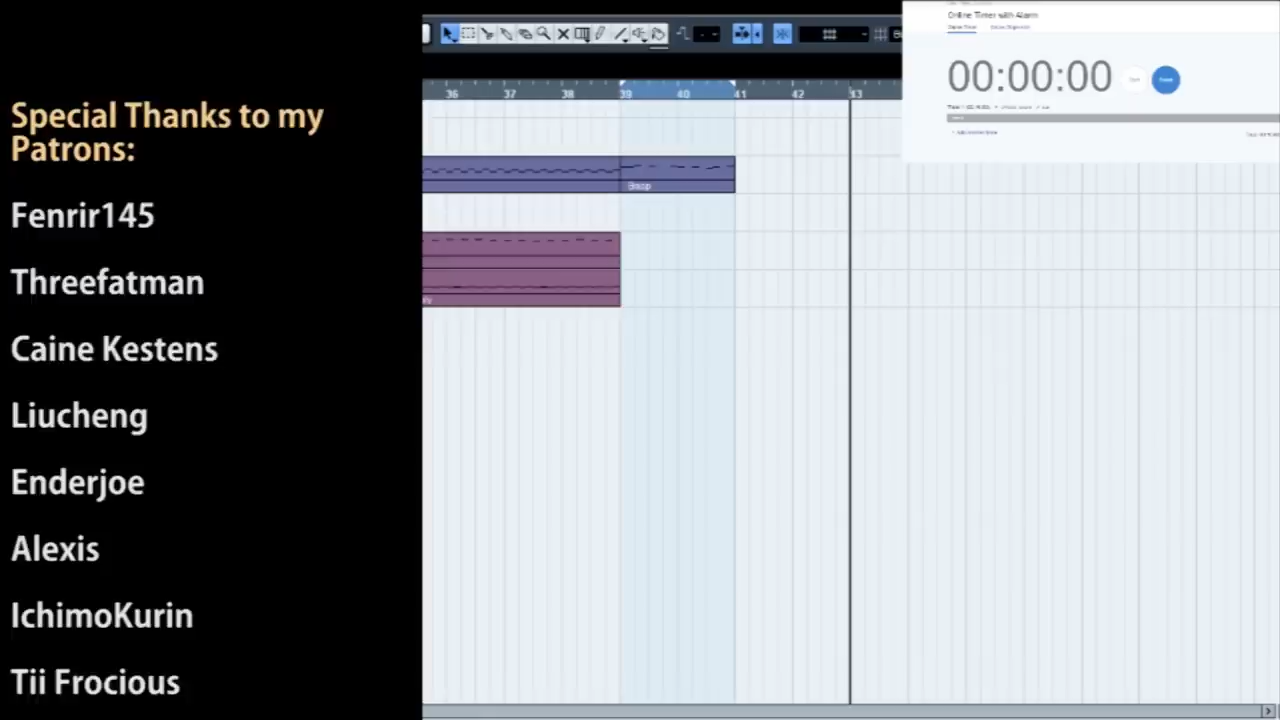 Special Thanks to my
Patrons:
Fenrir145
Threefatman
Caine Kestens
Liucheng
Enderjoe
Alexis
IchimoKurin
Tii Frocious
36 37 38 39 40 41 42 43
Online Timer with Alarm
00:00:00